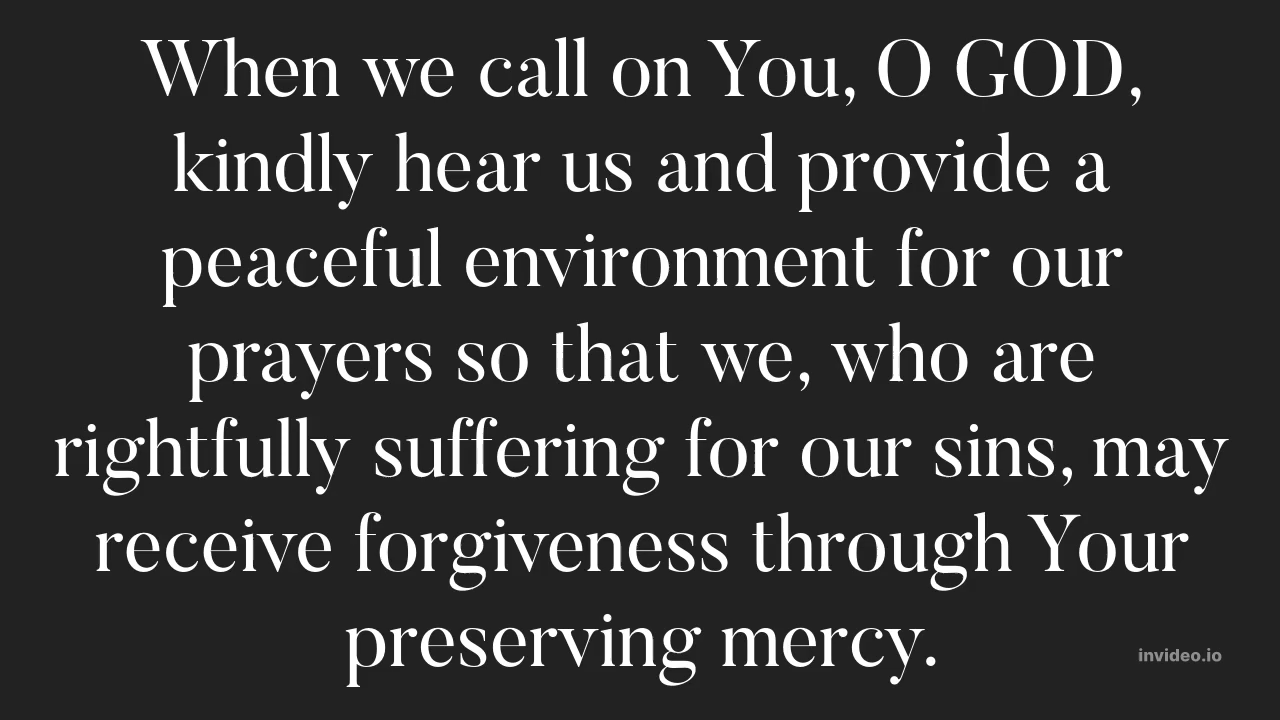 When we call on You, O GOD,
kindly hear us and provide a
peaceful environment for our
prayers so that we, who are
rightfully suffering for our sins, may
receive forgiveness through Your
preserving mercy.
invideo.io